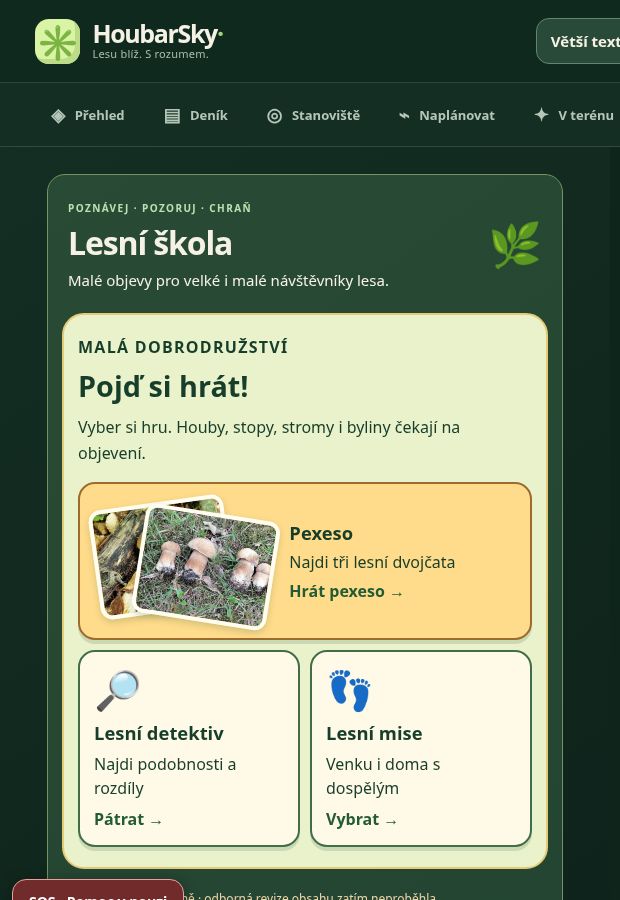 HoubarSky
Lesu blíž. S rozumem.
Větší text
Přehled
Deník
Stanoviště
Naplánovat
V terénu
POZNÁVEJ · POZORUJ · CHRAŇ
Lesní škola
Malé objevy pro velké i malé návštěvníky lesa.
MALÁ DOBRODRUŽSTVÍ
Pojď si hrát!
Vyber si hru. Houby, stopy, stromy i byliny čekají na
objevení.
Pexeso
Najdi tři lesní dvojčata
Hrát pexeso →
Lesní detektiv
Najdi podobnosti a
rozdíly
Pátrat →
Lesní mise
Venku i doma s
dospělým
Vybrat →
· odborná revize obsahu zatím neproběhla
SOS